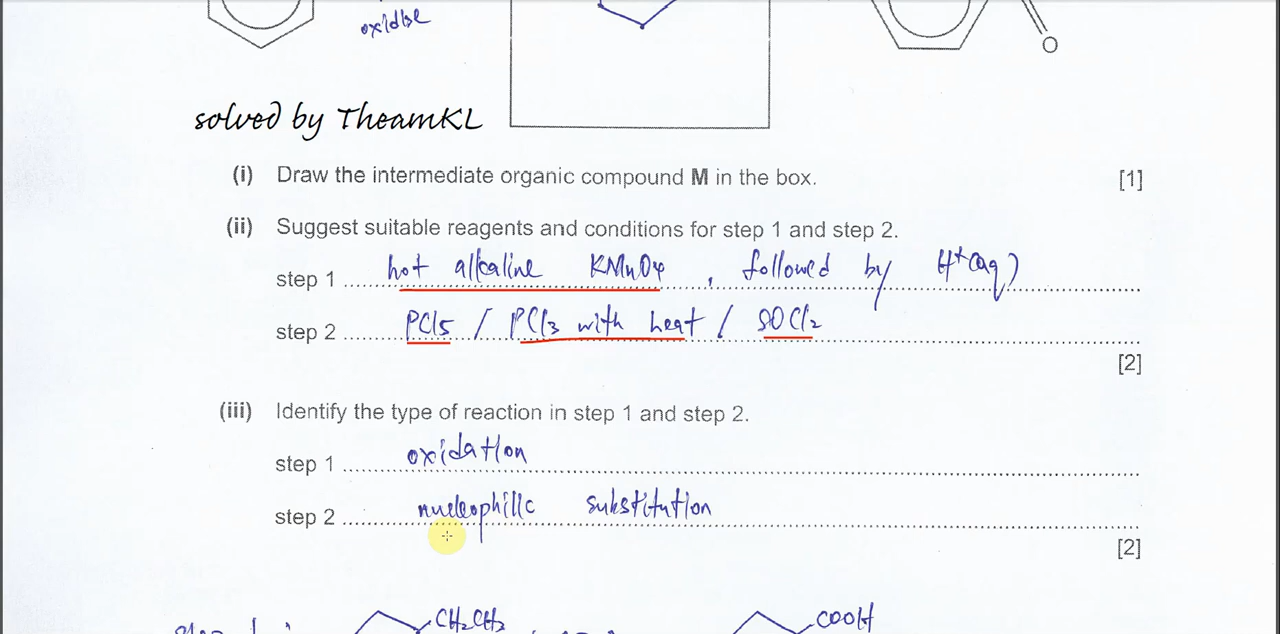 oxidise
O
solved by TheamKL
(i) Draw the intermediate organic compound M in the box. [1]
(ii) Suggest suitable reagents and conditions for step 1 and step 2.
step 1 hot alkaline KMnO4, followed by H+(aq)
step 2 PCl5 / PCl3 with heat / SOCl2
[2]
(iii) Identify the type of reaction in step 1 and step 2.
step 1 oxidation
step 2 nucleophilic substitution
[2]
CH2CH3 COOH